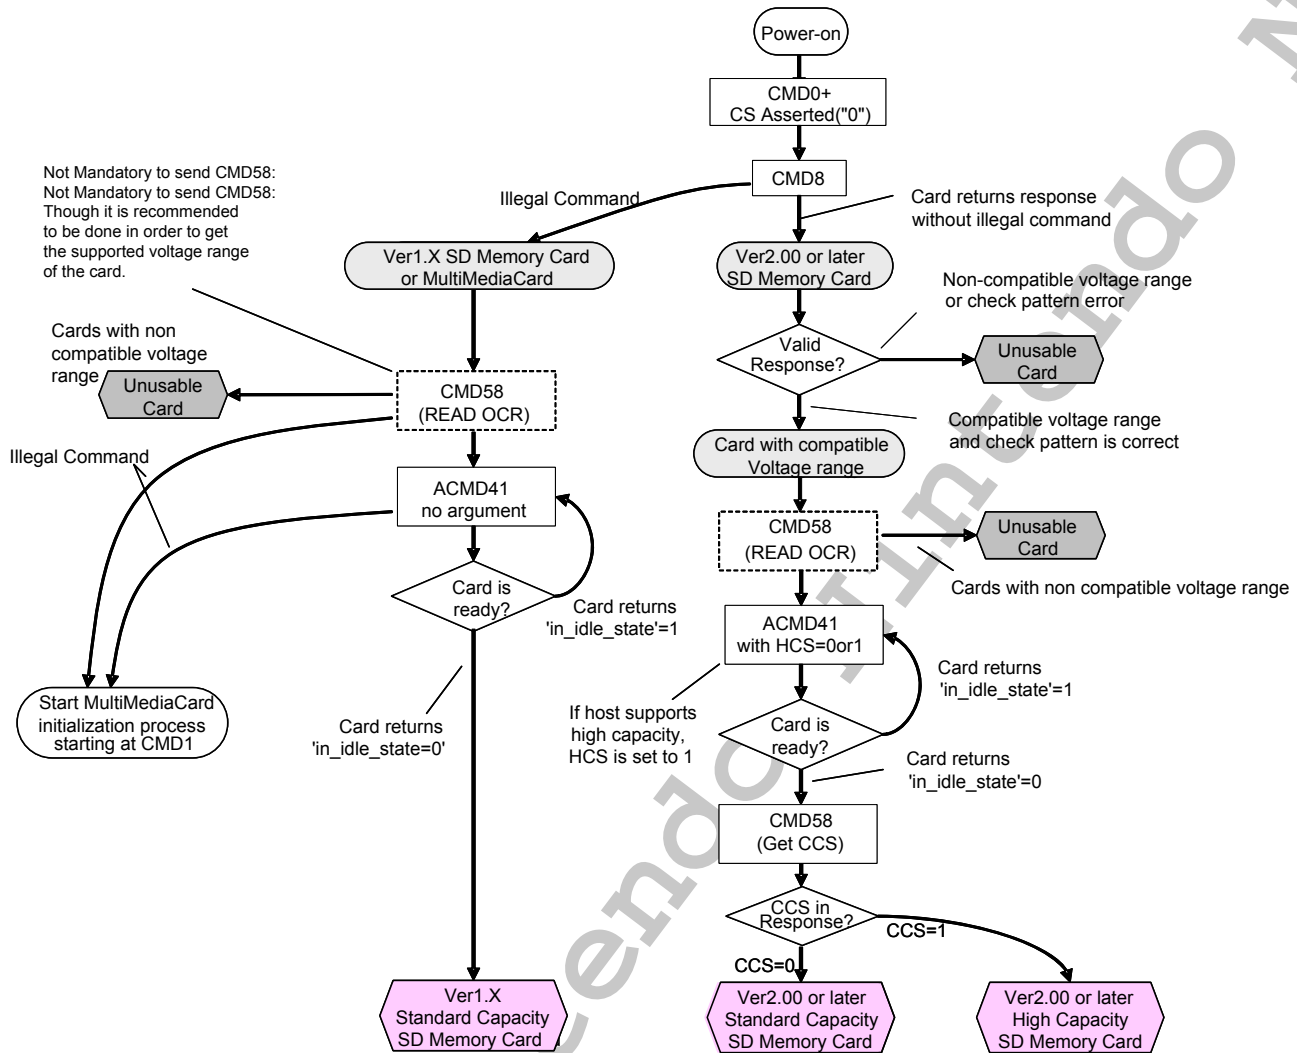 Power-on
CMD0+
CS Asserted("0")
CMD8
Illegal Command
Card returns response
without illegal command
Not Mandatory to send CMD58:
Not Mandatory to send CMD58:
Though it is recommended
to be done in order to get
the supported voltage range
of the card.
Ver1.X SD Memory Card
or MultiMediaCard
Ver2.00 or later
SD Memory Card
Non-compatible voltage range
or check pattern error
Cards with non
compatible voltage
range
Unusable
Card
CMD58
(READ OCR)
Valid
Response?
Unusable
Card
Compatible voltage range
and check pattern is correct
Card with compatible
Voltage range
Illegal Command
ACMD41
no argument
CMD58
(READ OCR)
Unusable
Card
Cards with non compatible voltage range
Card is
ready?
Card returns
'in_idle_state'=1
ACMD41
with HCS=0or1
Card returns
'in_idle_state'=1
If host supports
high capacity,
HCS is set to 1
Card is
ready?
Start MultiMediaCard
initialization process
starting at CMD1
Card returns
'in_idle_state=0'
Card returns
'in_idle_state'=0
CMD58
(Get CCS)
CCS in
Response?
CCS=1
CCS=0
Ver1.X
Standard Capacity
SD Memory Card
Ver2.00 or later
Standard Capacity
SD Memory Card
Ver2.00 or later
High Capacity
SD Memory Card